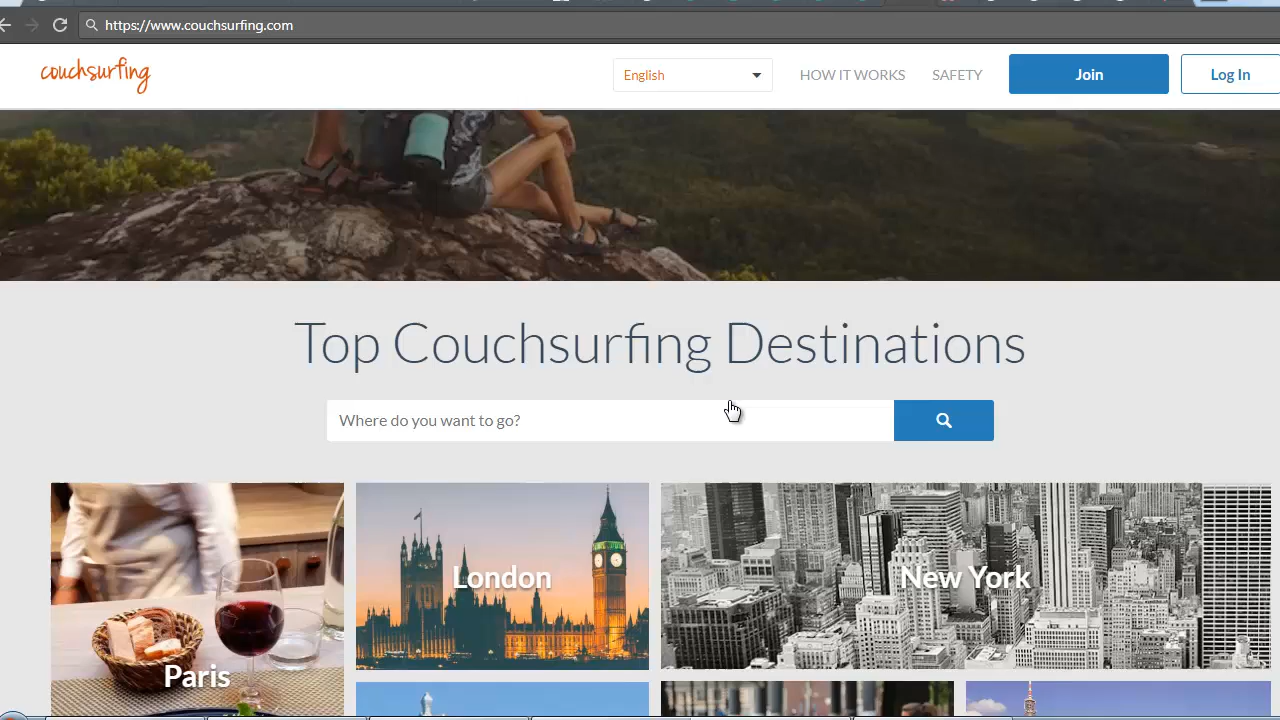 https://www.couchsurfing.com
couchsurfing
English
HOW IT WORKS
SAFETY
Join
Log In
Top Couchsurfing Destinations
Where do you want to go?
London
New York
Paris